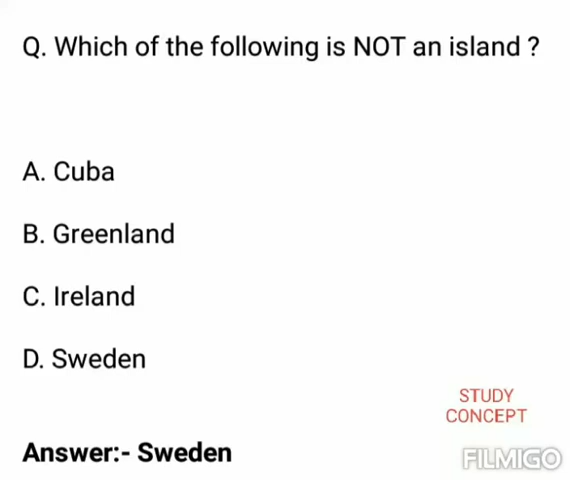 Q. Which of the following is NOT an island ?
A. Cuba
B. Greenland
C. Ireland
D. Sweden
STUDY
CONCEPT
Answer:- Sweden
FILMIGO